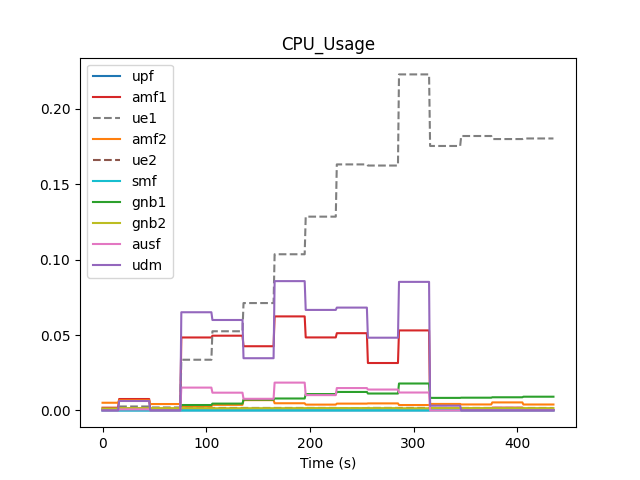 CPU_Usage
0.20
0.15
0.10
0.05
0.00
upf
amf1
ue1
amf2
ue2
smf
gnb1
gnb2
ausf
udm
0 100 200 300 400
Time (s)